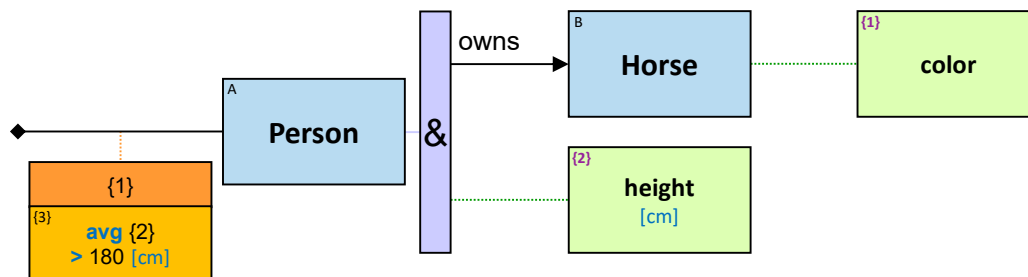 A
Person
{1}
{3}
avg {2}
> 180 [cm]
&
owns
B
Horse
{1}
color
{2}
height
[cm]